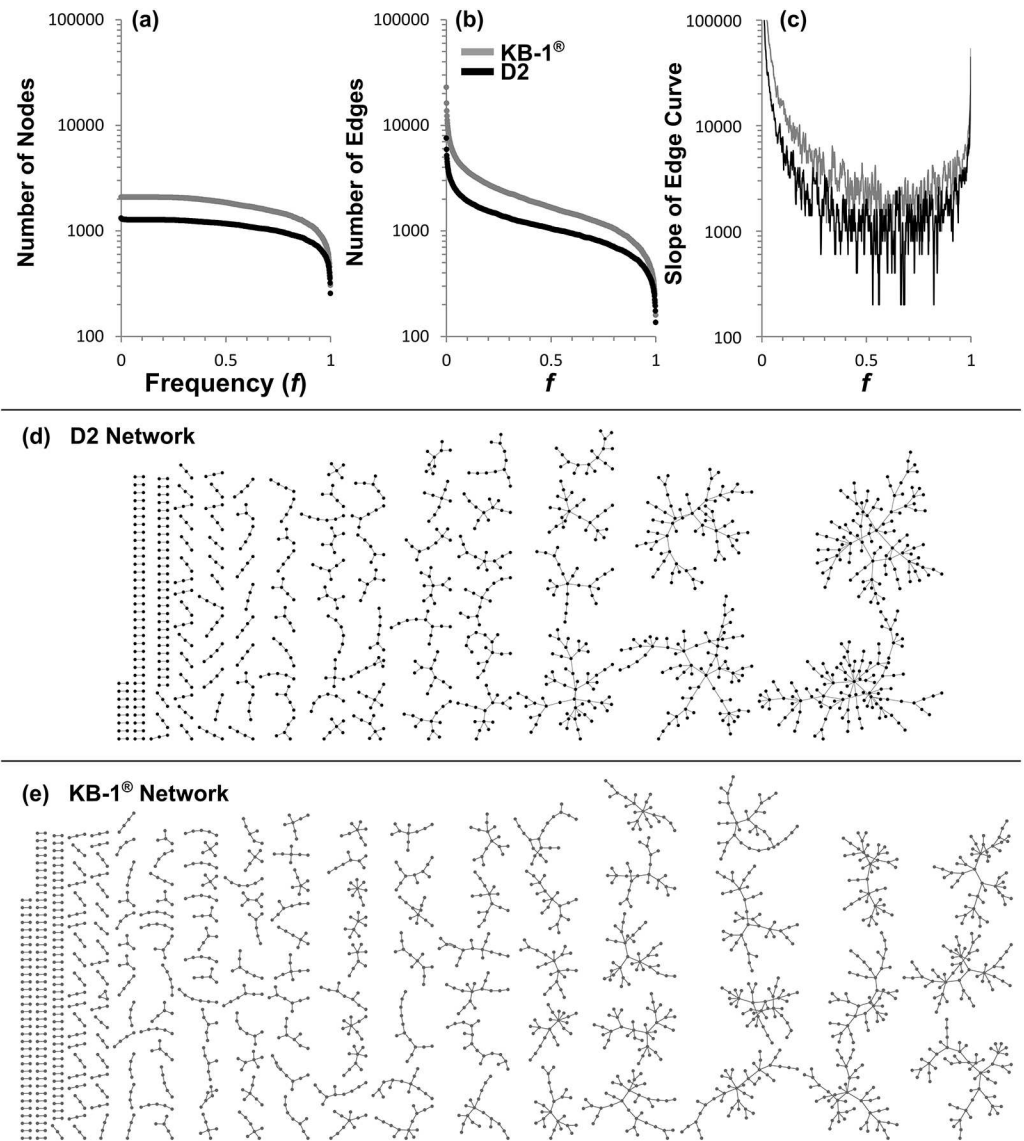 (a)
100000
10000
1000
100
Number of Nodes
0 0.5 1
Frequency (f)
(b)
100000
10000
1000
100
Number of Edges
KB-1®
D2
0 0.5 1
f
(c)
100000
10000
1000
100
Slope of Edge Curve
0 0.5 1
f
(d) D2 Network
(e) KB-1® Network